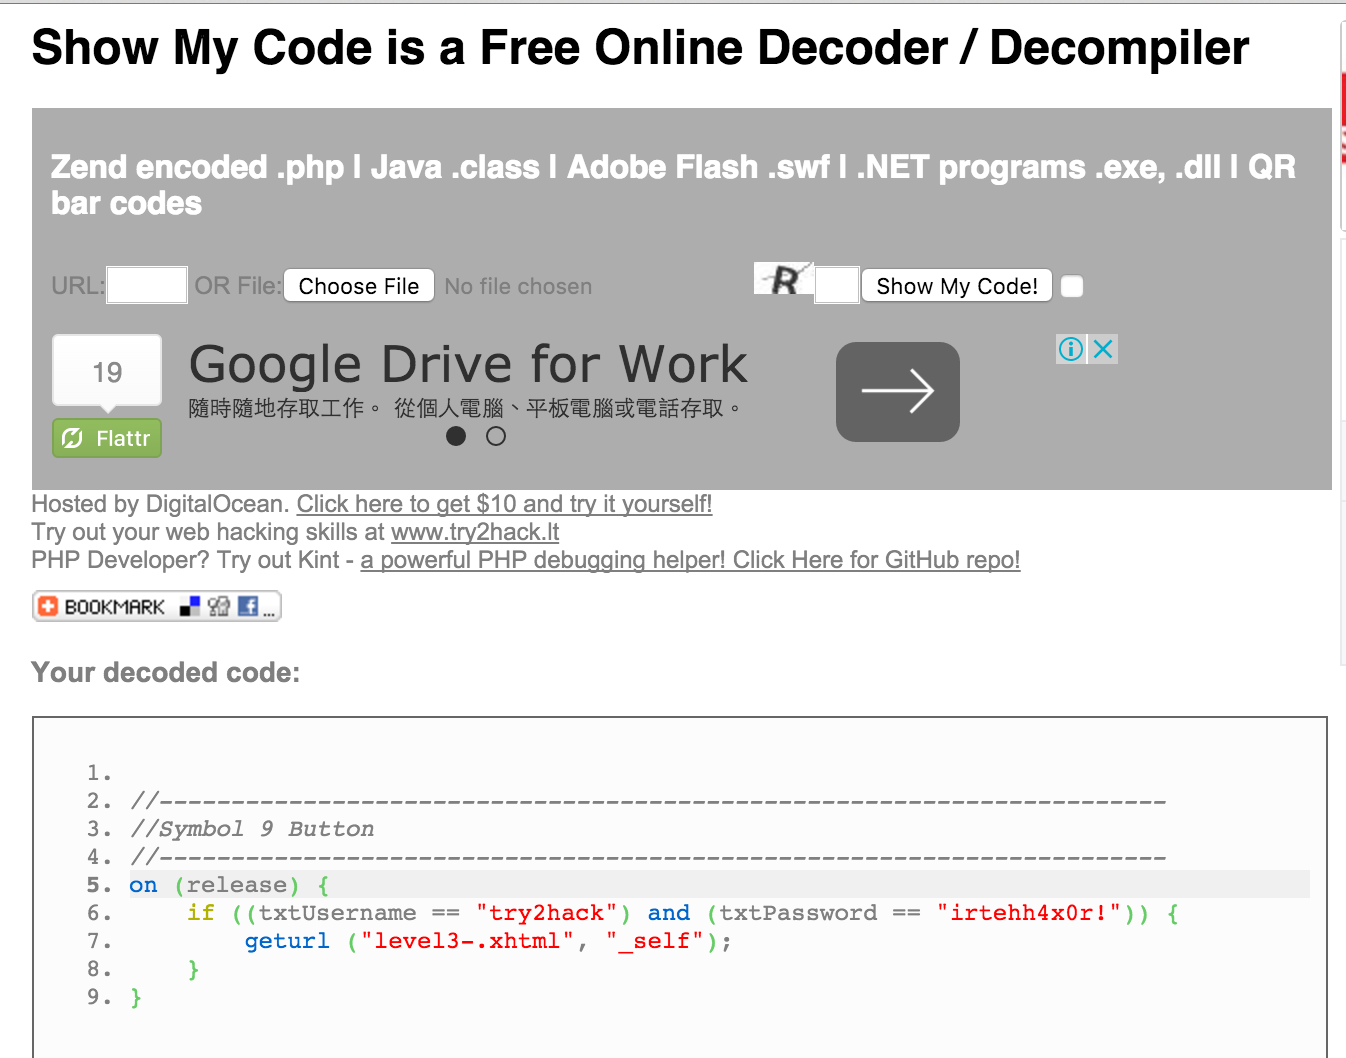 Show My Code is a Free Online Decoder / Decompiler
Zend encoded .php | Java .class | Adobe Flash .swf | .NET programs .exe, .dll | QR
bar codes
URL: OR File: Choose File No file chosen R Show My Code!
19
Flattr
Google Drive for Work
隨時隨地存取工作。 從個人電腦、平板電腦或電話存取。
Hosted by DigitalOcean. Click here to get $10 and try it yourself!
Try out your web hacking skills at www.try2hack.lt
PHP Developer? Try out Kint - a powerful PHP debugging helper! Click Here for GitHub repo!
BOOKMARK ...
Your decoded code:
1.
2. //----------------------------------------------------------------------
3. //Symbol 9 Button
4. //----------------------------------------------------------------------
5. on (release) {
6. if ((txtUsername == "try2hack") and (txtPassword == "irtehh4x0r!")) {
7. geturl ("level3-.xhtml", "_self");
8. }
9. }